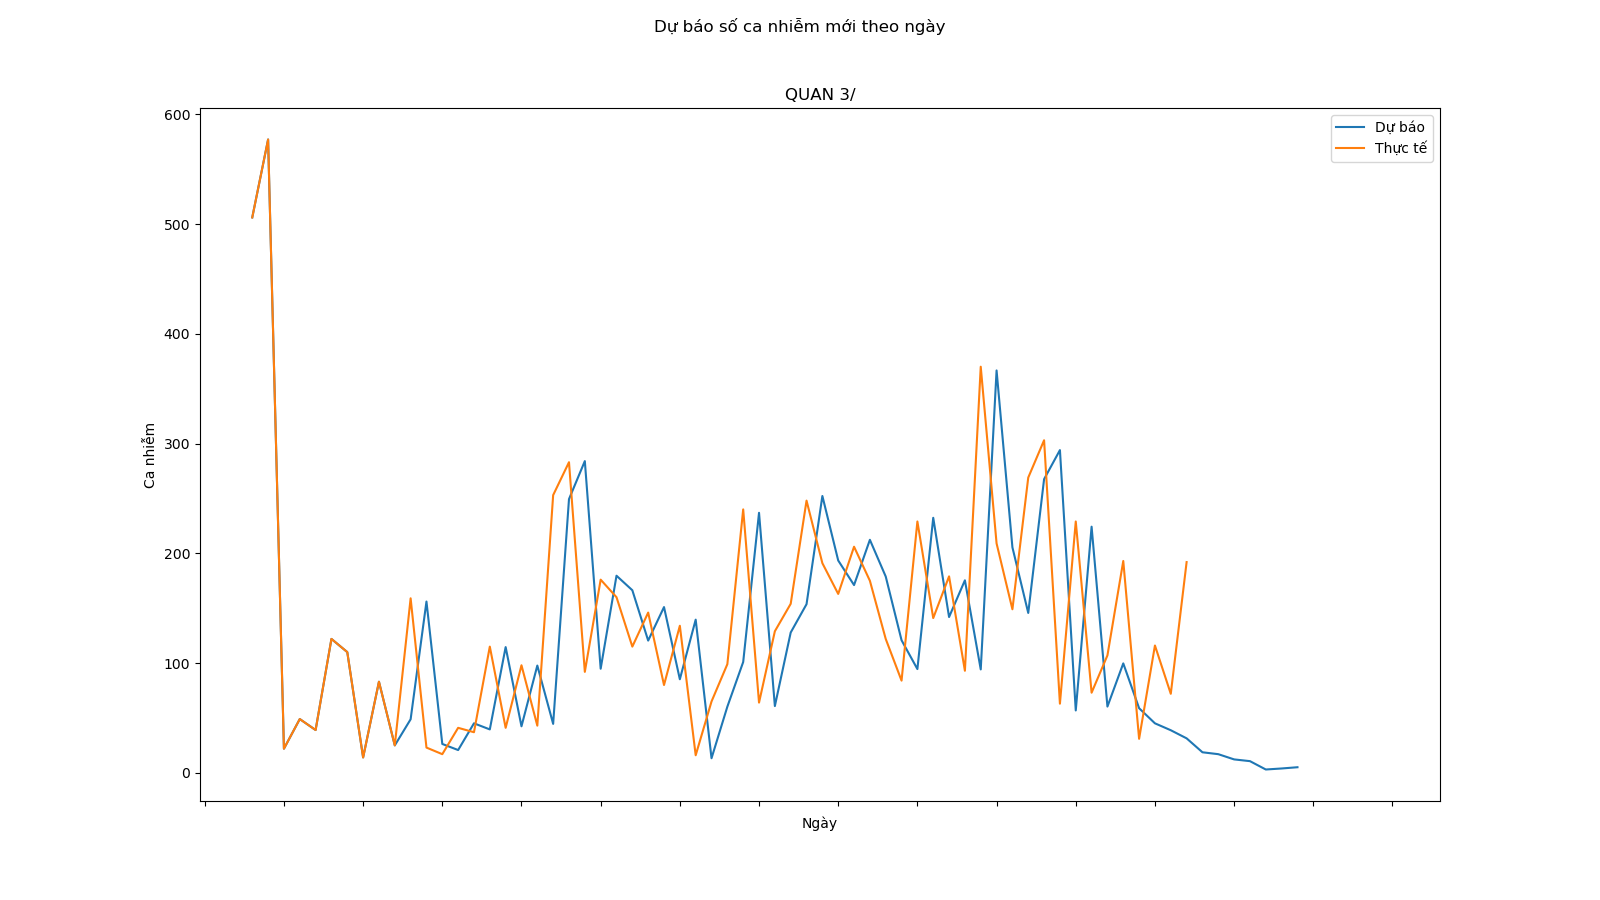 Dự báo số ca nhiễm mới theo ngày
QUAN 3/
600
500
400
300
200
100
0
Ca nhiễm
Dự báo
Thực tế
Ngày